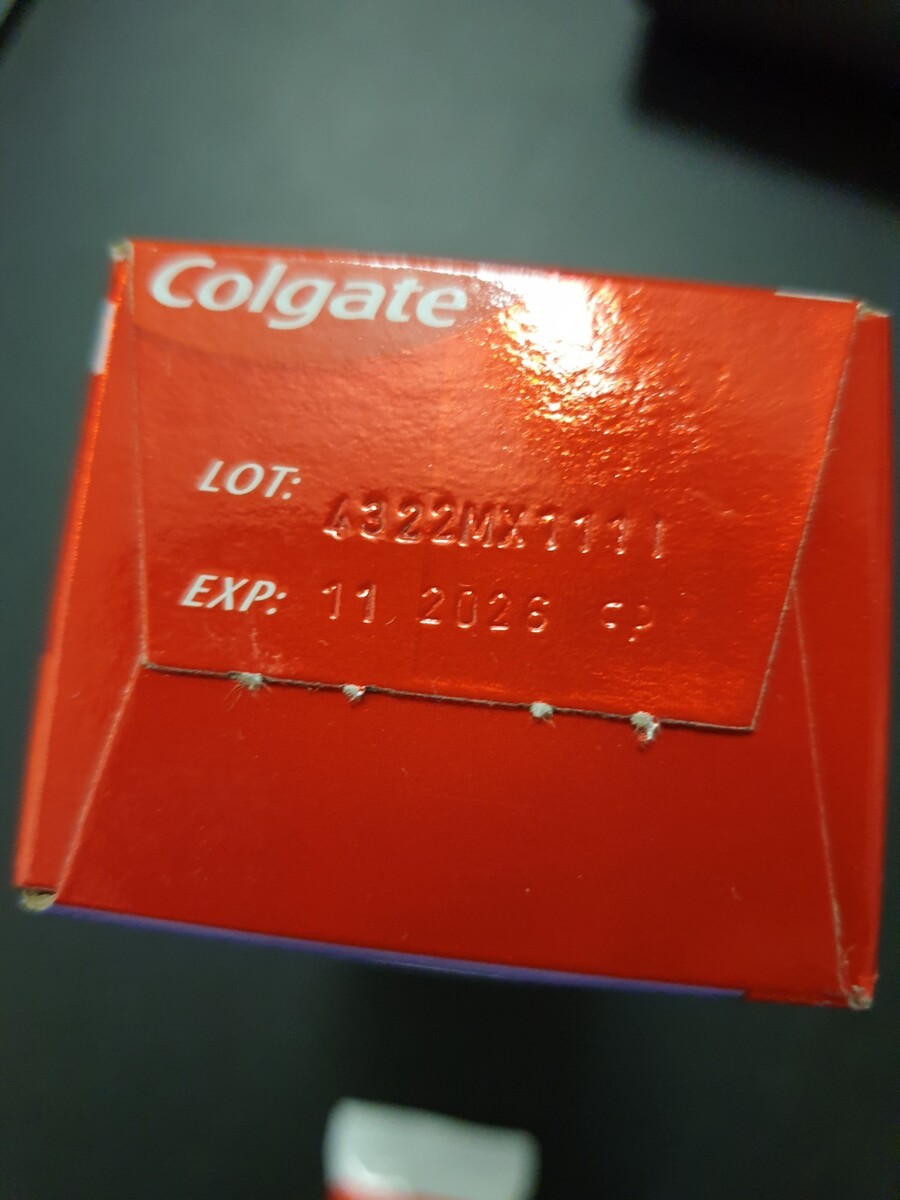 Colgate
LOT: 4322MX1111
EXP: 11 2026